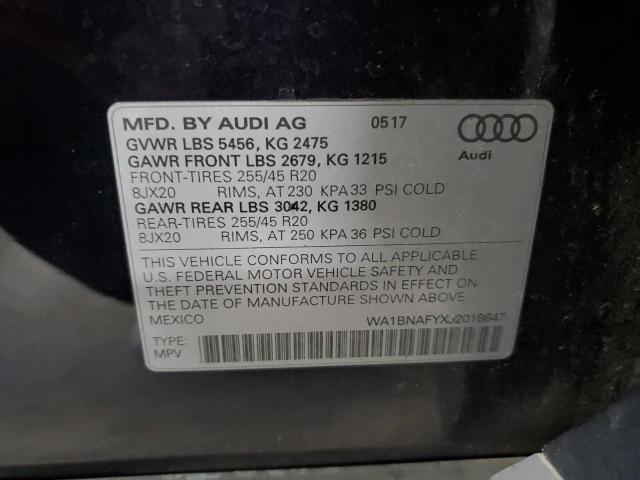 MFD. BY AUDI AG 0517
GVWR LBS 5456, KG 2475
GAWR FRONT LBS 2679, KG 1215
FRONT-TIRES 255/45 R20
8JX20 RIMS, AT 230 KPA 33 PSI COLD
GAWR REAR LBS 3042, KG 1380
REAR-TIRES 255/45 R20
8JX20 RIMS, AT 250 KPA 36 PSI COLD
Audi
THIS VEHICLE CONFORMS TO ALL APPLICABLE
U.S. FEDERAL MOTOR VEHICLE SAFETY AND
THEFT PREVENTION STANDARDS IN EFFECT ON
THE DATE OF MANUFACTURE SHOWN ABOVE.
MEXICO WA1BNAFYXJ2018647
TYPE:
MPV